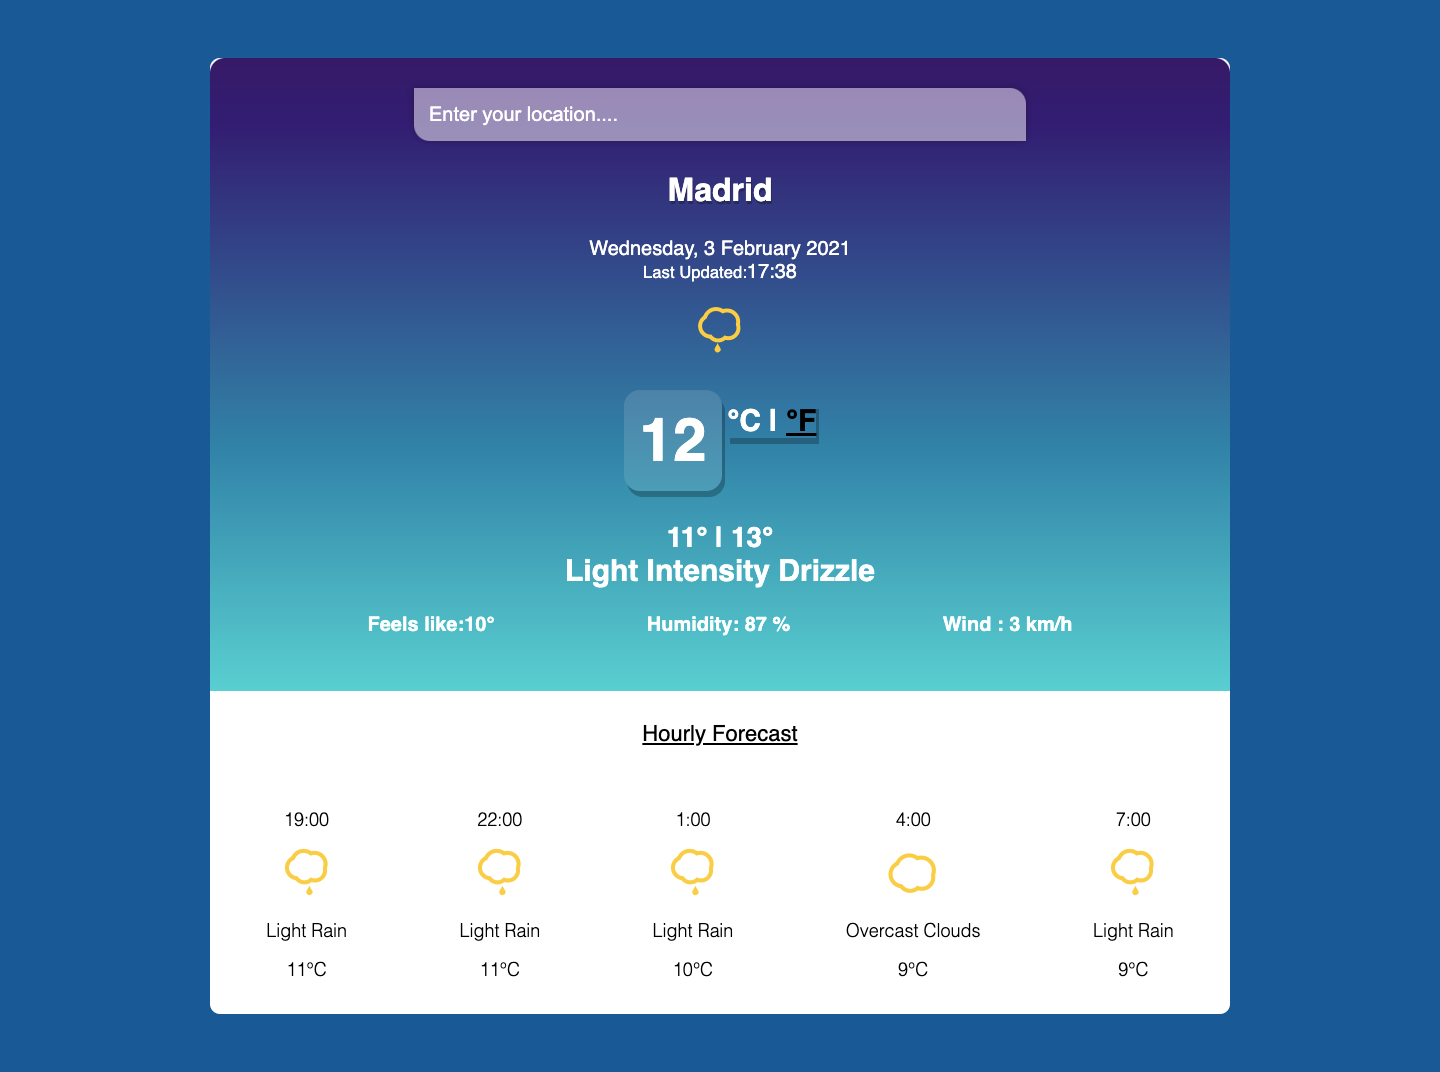 Enter your location....
Madrid
Wednesday, 3 February 2021
Last Updated:17:38
12 °C | °F
11° | 13°
Light Intensity Drizzle
Feels like:10° Humidity: 87 % Wind : 3 km/h
Hourly Forecast
19:00 22:00 1:00 4:00 7:00
Light Rain Light Rain Light Rain Overcast Clouds Light Rain
11°C 11°C 10°C 9°C 9°C